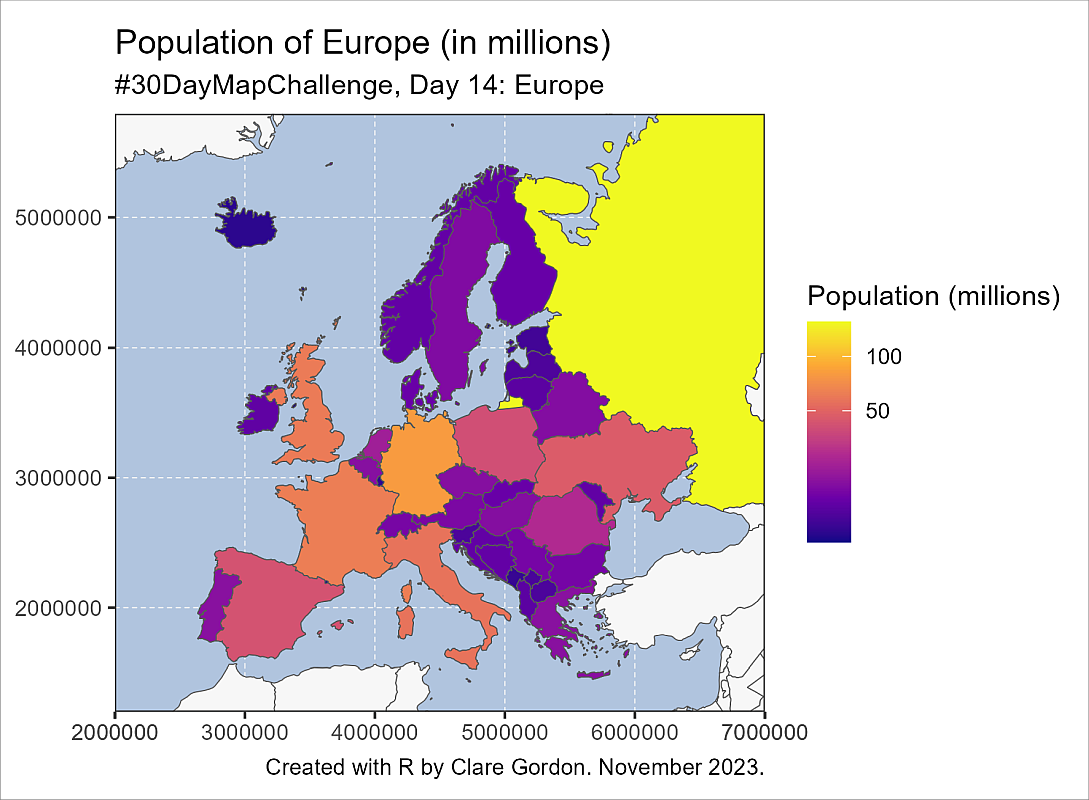 Population of Europe (in millions)
#30DayMapChallenge, Day 14: Europe
5000000
4000000
3000000
2000000
2000000 3000000 4000000 5000000 6000000 7000000
Population (millions)
100
50
Created with R by Clare Gordon. November 2023.